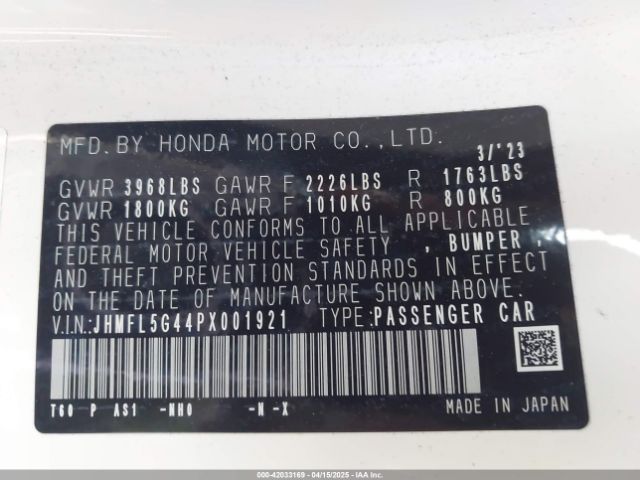 MFD.BY HONDA MOTOR CO.,LTD. 3/'23
GVWR 3968LBS GAWR F 2226LBS R 1763LBS
GVWR 1800KG GAWR F 1010KG R 800KG
THIS VEHICLE CONFORMS TO ALL APPLICABLE
FEDERAL MOTOR VEHICLE SAFETY , BUMPER ,
AND THEFT PREVENTION STANDARDS IN EFFECT
ON THE DATE OF MANUFACTURE SHOWN ABOVE.
V.I.N: JHMFL5G44PX001921 TYPE: PASSENGER CAR
T60 P AS1 -NH0 -N -X
MADE IN JAPAN
000-42033169 - 04/15/2025 - IAAI.COM